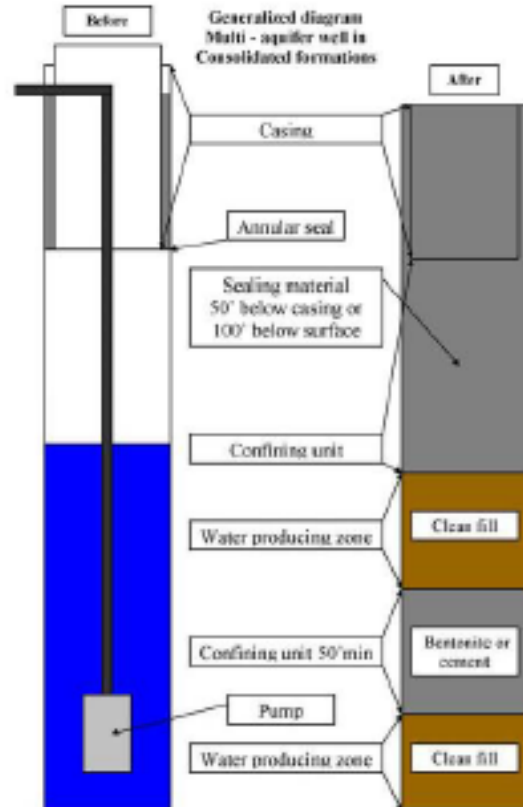 Before
Generalized diagram
Multi - aquifer well in
Consolidated formations
After
Casing
Annular seal
Sealing material
50' below casing or
100' below surface
Confining unit
Water producing zone
Clean fill
Confining unit 50'min
Bentonite or
cement
Pump
Water producing zone
Clean fill